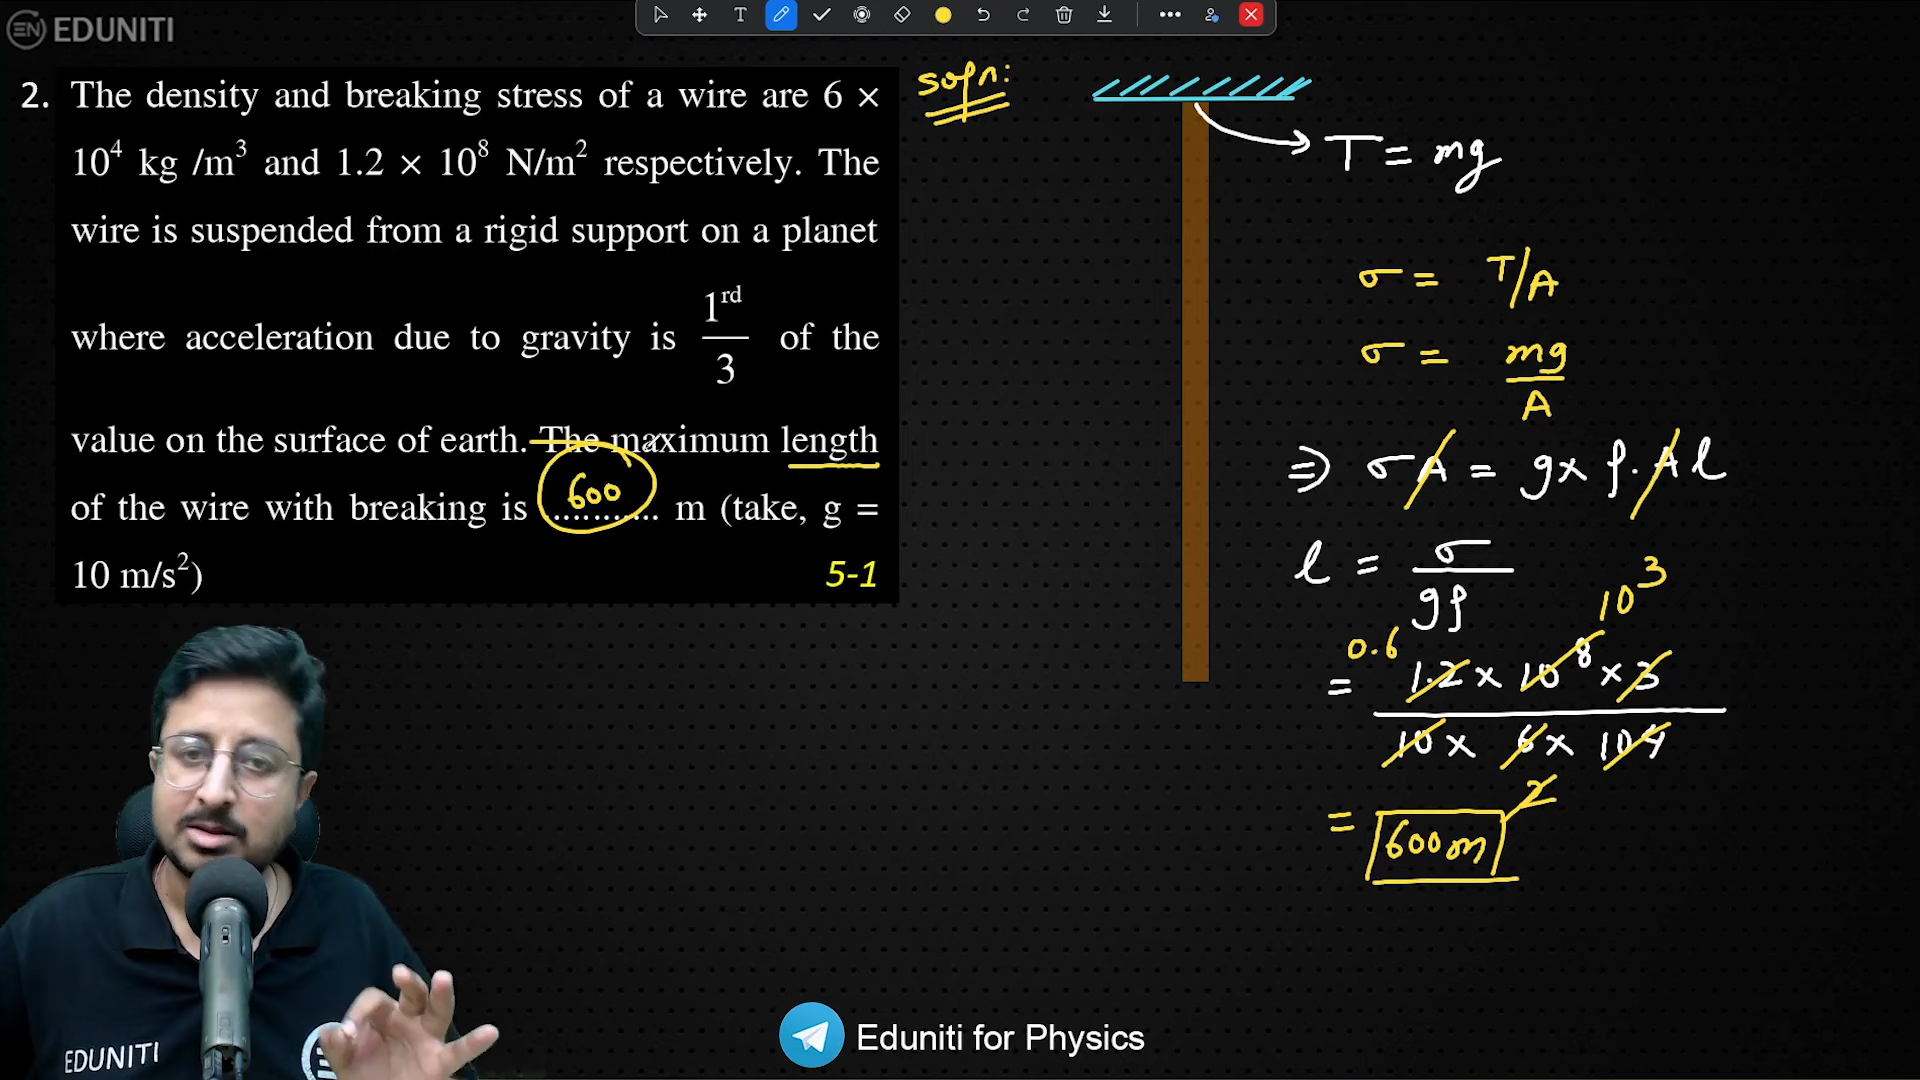 EDUNITI
2. The density and breaking stress of a wire are 6 ×
10⁴ kg /m³ and 1.2 × 10⁸ N/m² respectively. The
wire is suspended from a rigid support on a planet
where acceleration due to gravity is 1ʳᵈ/3 of the
value on the surface of earth. The maximum length
of the wire with breaking is ............ m (take, g =
600
10 m/s²)
5-1
solⁿ:
T = mg
σ = T/A
σ = mg/A
⇒ σA = g× ρ.A l
l = σ/gρ
10³
0.6
= 1.2 × 10⁸ × 3
10 × 6 × 10⁴
2
= 600m
EDUNITI
Eduniti for Physics